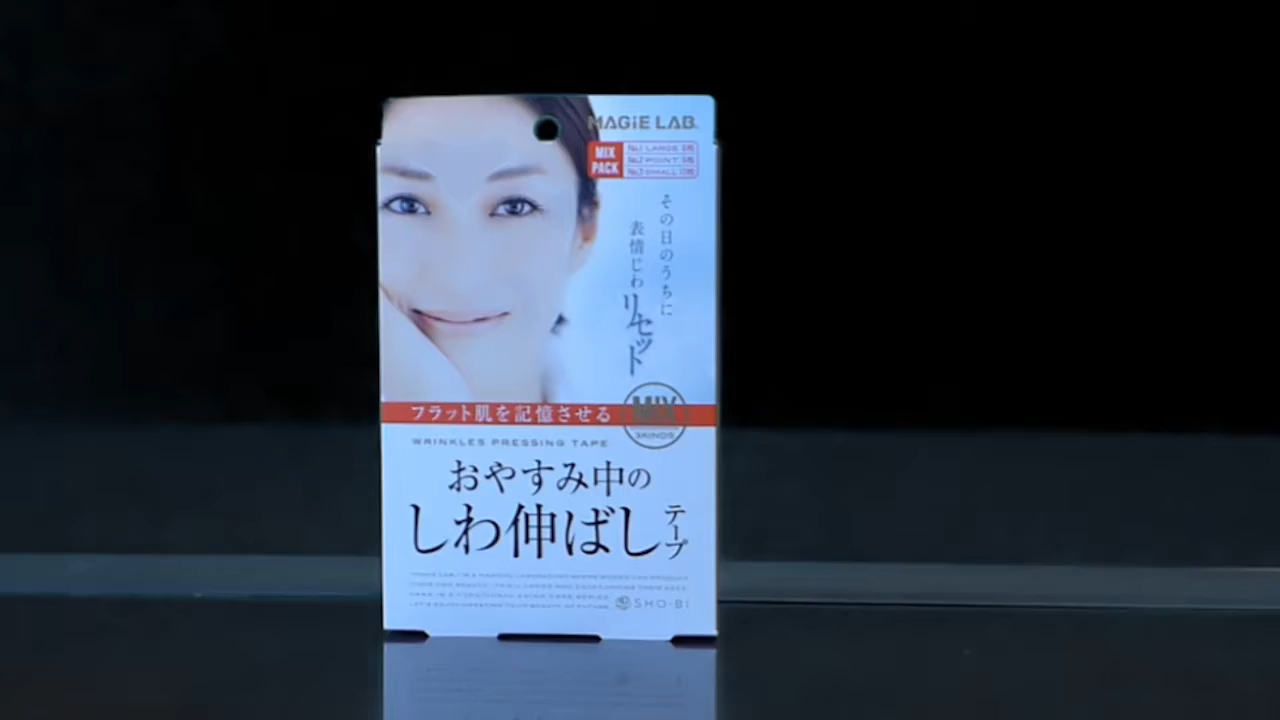 MAGiE LAB.
MIX PACK
No.1 LARGE
No.2 POINT
No.3 SMALL
その日のうちに
表情じわ
リセット
フラット肌を記憶させる
MIX
3KINDS
WRINKLES PRESSING TAPE
おやすみ中の
しわ伸ばしテープ
SHO-BI